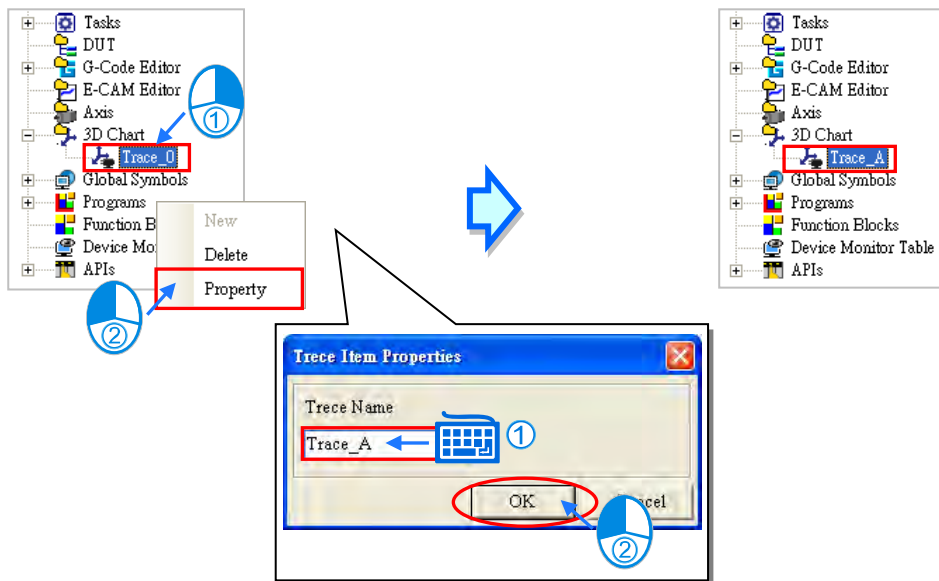 Tasks
DUT
G-Code Editor
E-CAM Editor
Axis
3D Chart
Trace_0
Global Symbols
Programs
Function B
Device Mo
APIs
①
New
Delete
Property
②
Trece Item Properties
Trece Name
Trace_A
①
OK
cel
②
Tasks
DUT
G-Code Editor
E-CAM Editor
Axis
3D Chart
Trace_A
Global Symbols
Programs
Function Blocks
Device Monitor Table
APIs